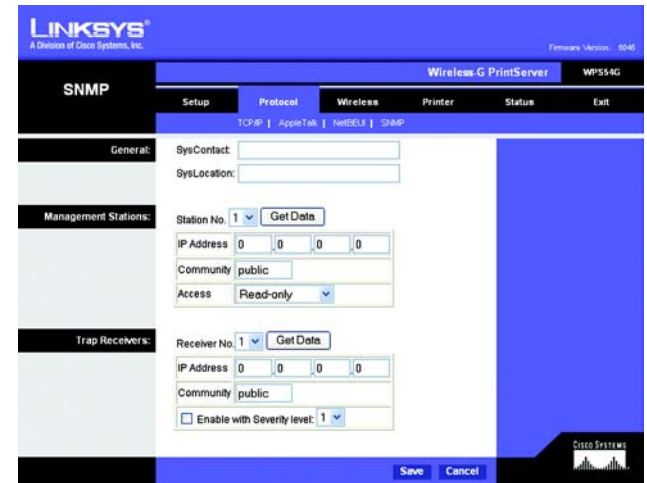 LINKSYS®
A Division of Cisco Systems, Inc.
Firmware Version: 6046
Wireless-G PrintServer WPS54G
SNMP
Setup Protocol Wireless Printer Status Exit
TCP/IP | AppleTalk | NetBEUI | SNMP
General:
SysContact:
SysLocation:
Management Stations:
Station No. 1 Get Data
IP Address 0 .0 .0 .0
Community public
Access Read-only
Trap Receivers:
Receiver No. 1 Get Data
IP Address 0 .0 .0 .0
Community public
Enable with Severity level: 1
CISCO SYSTEMS
Save Cancel